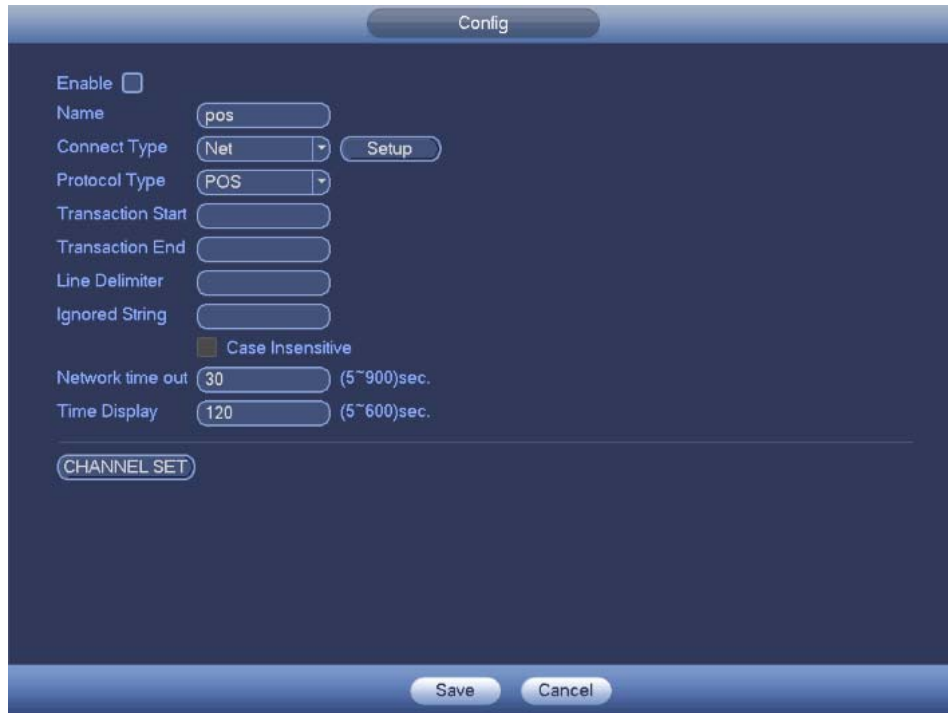 Config
Enable
Name pos
Connect Type Net Setup
Protocol Type POS
Transaction Start
Transaction End
Line Delimiter
Ignored String
Case Insensitive
Network time out 30 (5~900)sec.
Time Display 120 (5~600)sec.
CHANNEL SET
Save Cancel